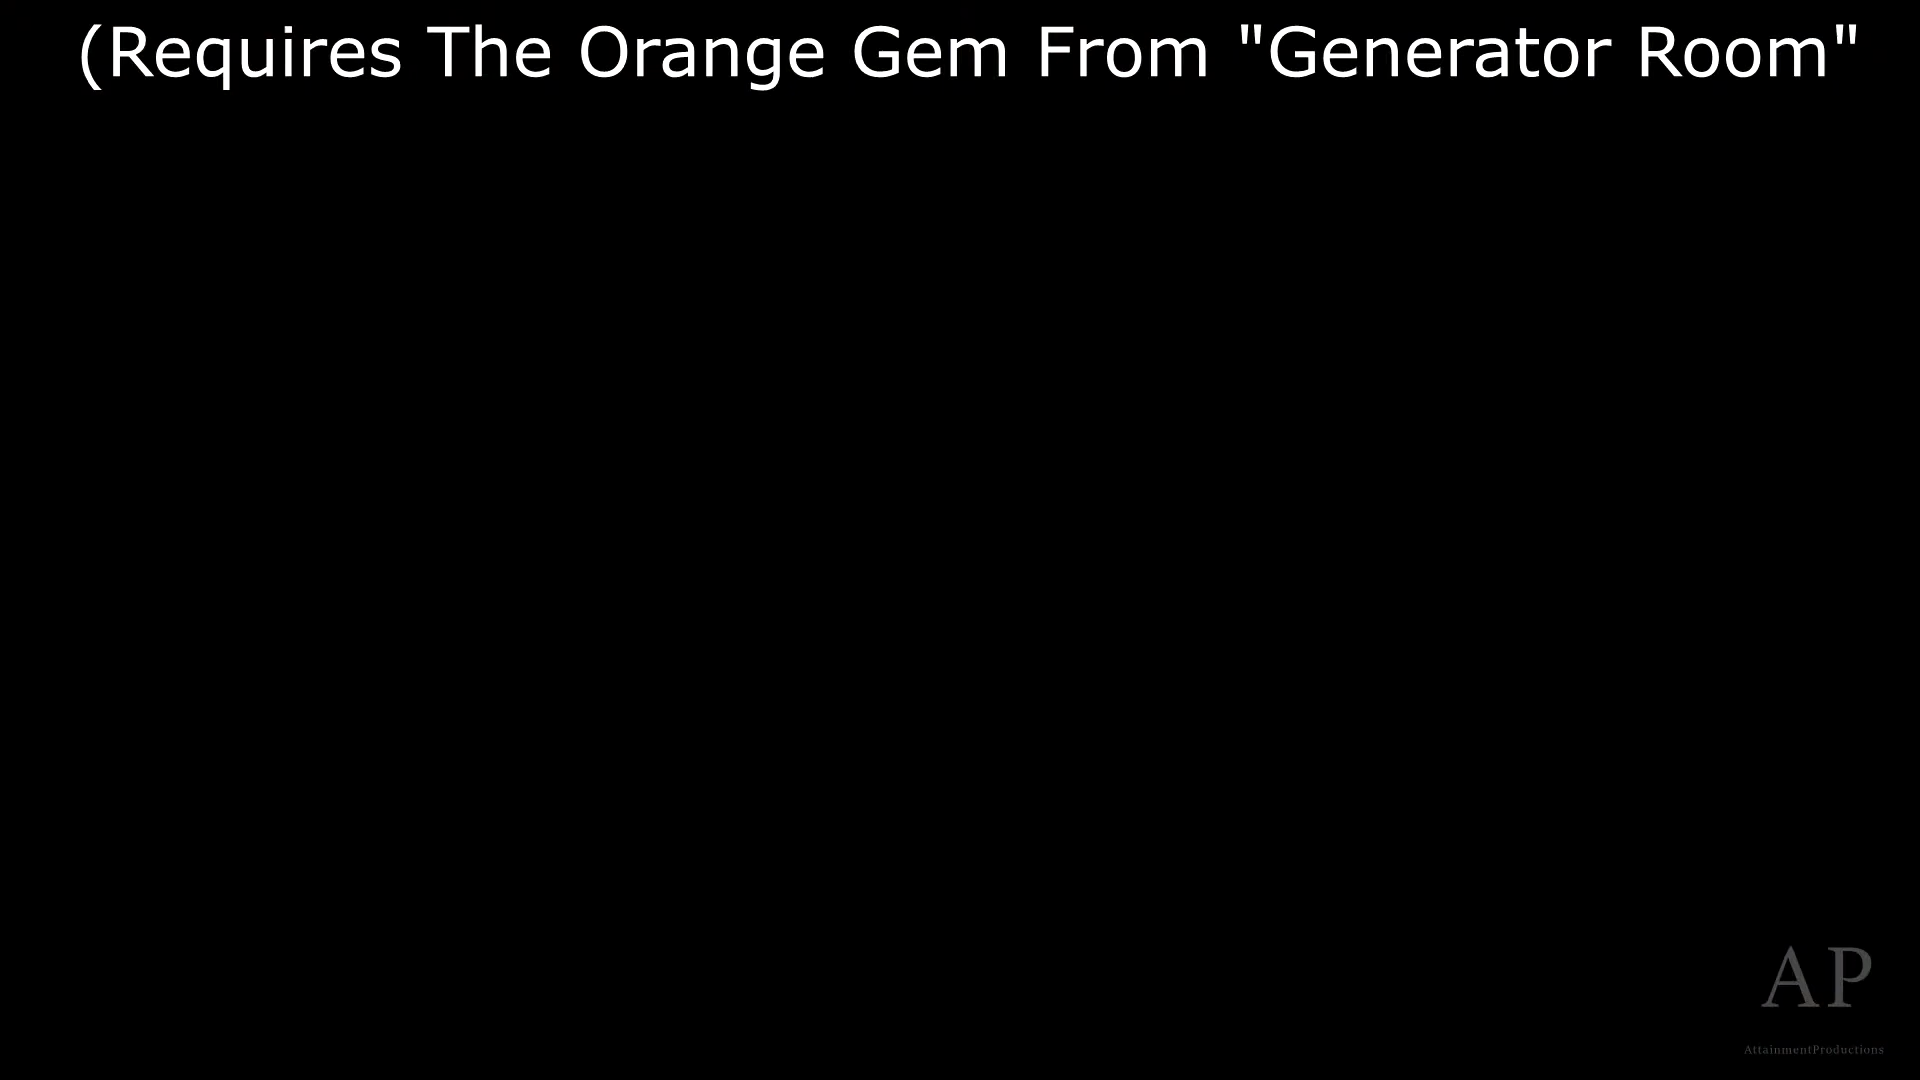 (Requires The Orange Gem From "Generator Room"
AP
AttainmentProductions